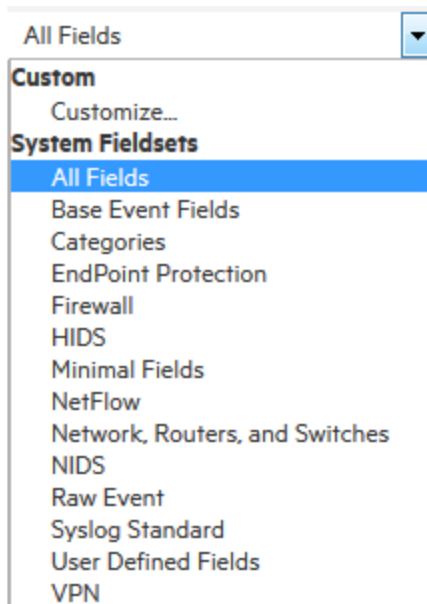 All Fields
Custom
Customize...
System Fieldsets
All Fields
Base Event Fields
Categories
EndPoint Protection
Firewall
HIDS
Minimal Fields
NetFlow
Network, Routers, and Switches
NIDS
Raw Event
Syslog Standard
User Defined Fields
VPN